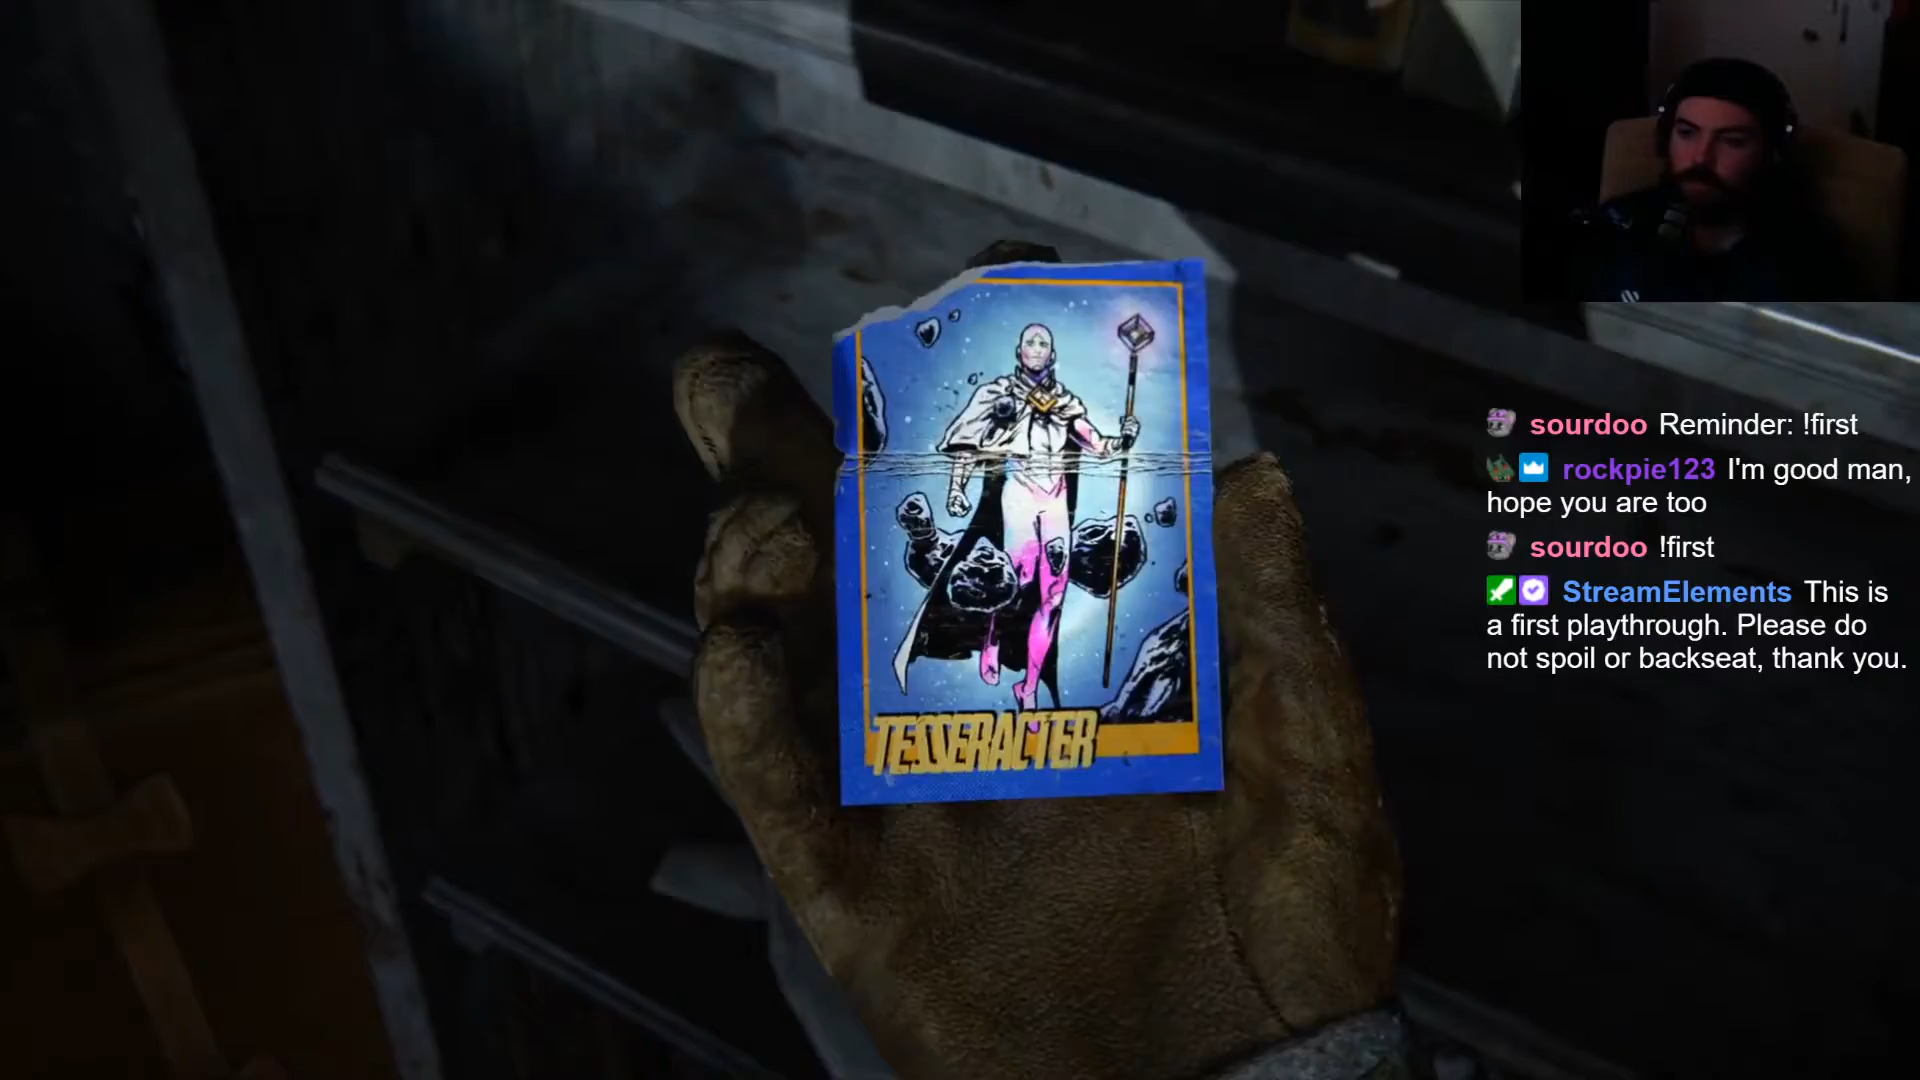 TESSERACTER
sourdoo Reminder: !first
rockpie123 I'm good man,
hope you are too
sourdoo !first
StreamElements This is
a first playthrough. Please do
not spoil or backseat, thank you.